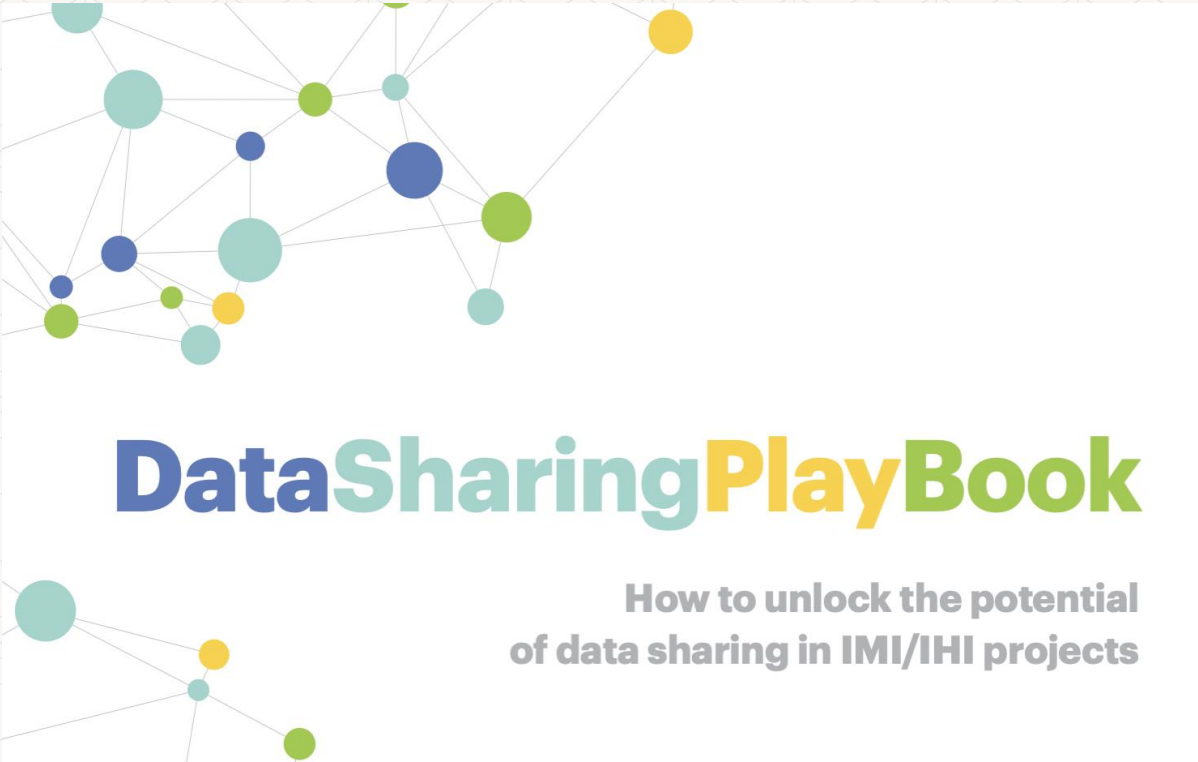 DataSharingPlayBook
How to unlock the potential
of data sharing in IMI/IHI projects